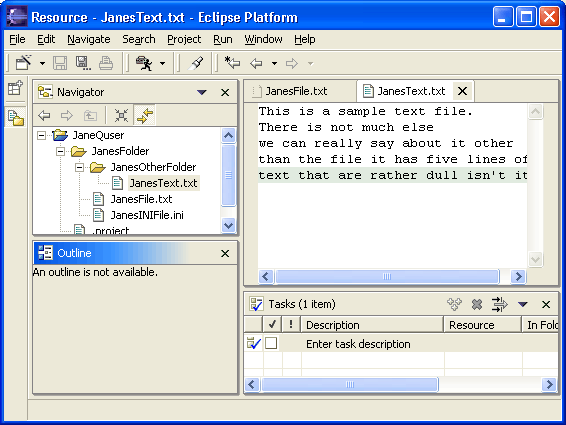 Resource - JanesText.txt - Eclipse Platform
File Edit Navigate Search Project Run Window Help
Navigator
JaneQuser
JanesFolder
JanesOtherFolder
JanesText.txt
JanesFile.txt
JanesINIFile.ini
.project
Outline
An outline is not available.
JanesFile.txt JanesText.txt
This is a sample text file.
There is not much else
we can really say about it other
than the file it has five lines of
text that are rather dull isn't it
Tasks (1 item)
! Description Resource In Fold
Enter task description